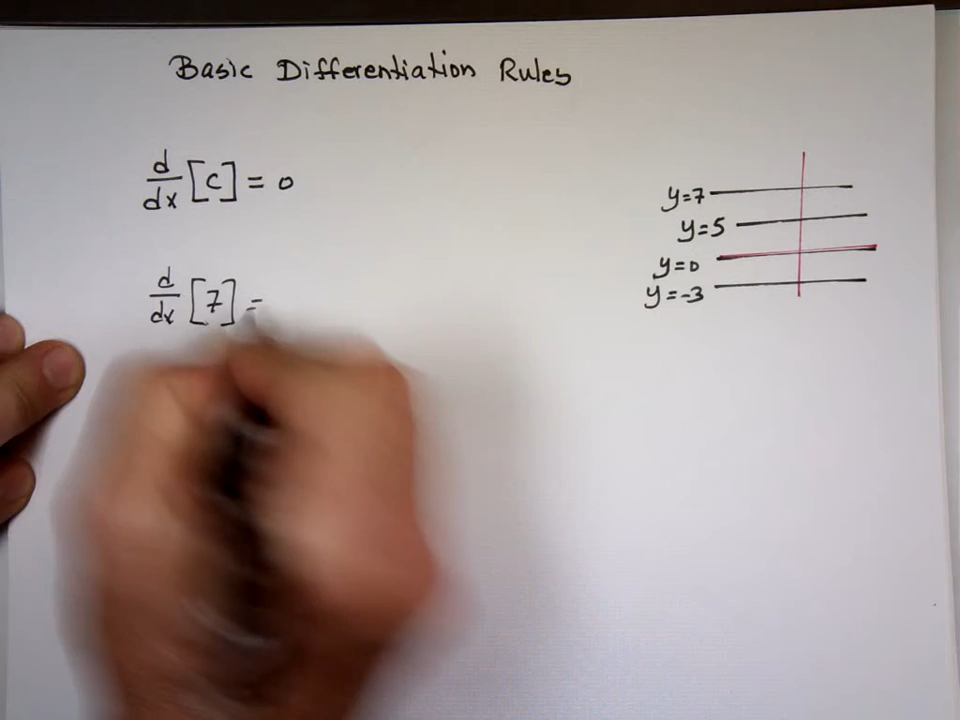 Basic Differentiation Rules
d/dx [c] = 0
d/dx [7] =
y=7
y=5
y=0
y=-3